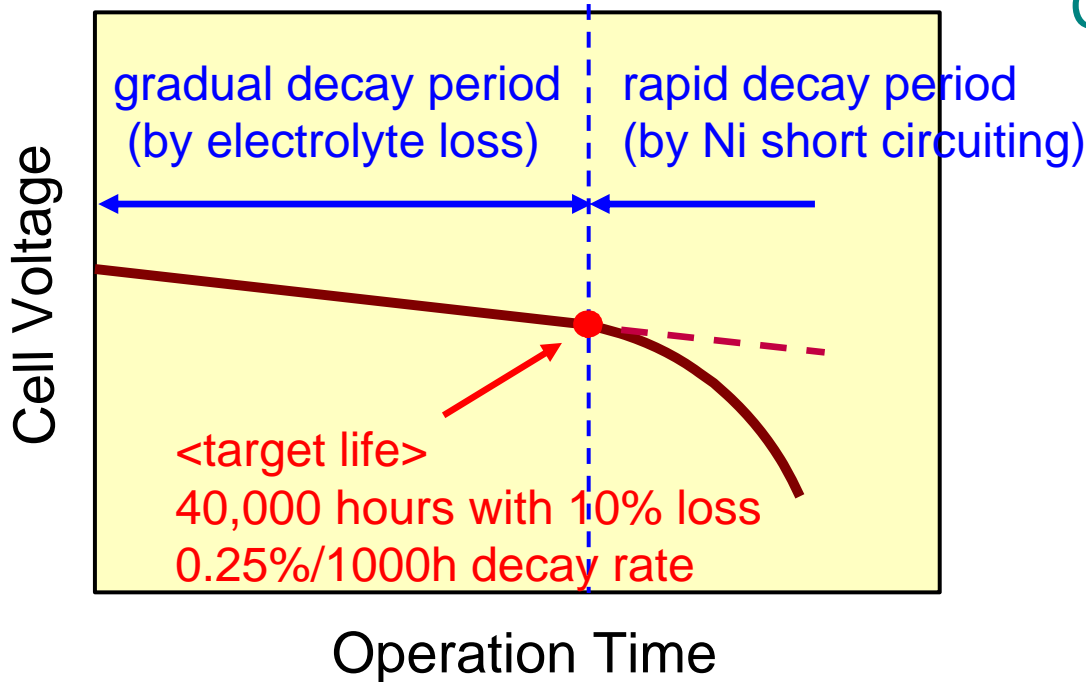 gradual decay period
(by electrolyte loss)
rapid decay period
(by Ni short circuiting)
Cell Voltage
<target life>
40,000 hours with 10% loss
0.25%/1000h decay rate
Operation Time